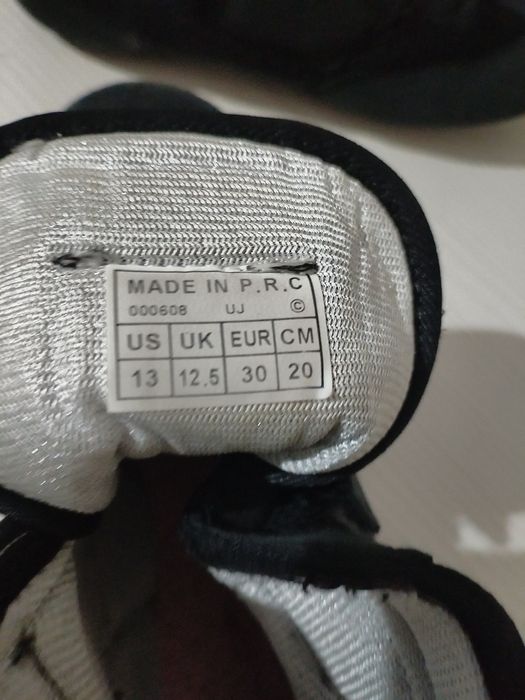 MADE IN P.R.C
000608 UJ ©
US UK EUR CM
13 12.5 30 20